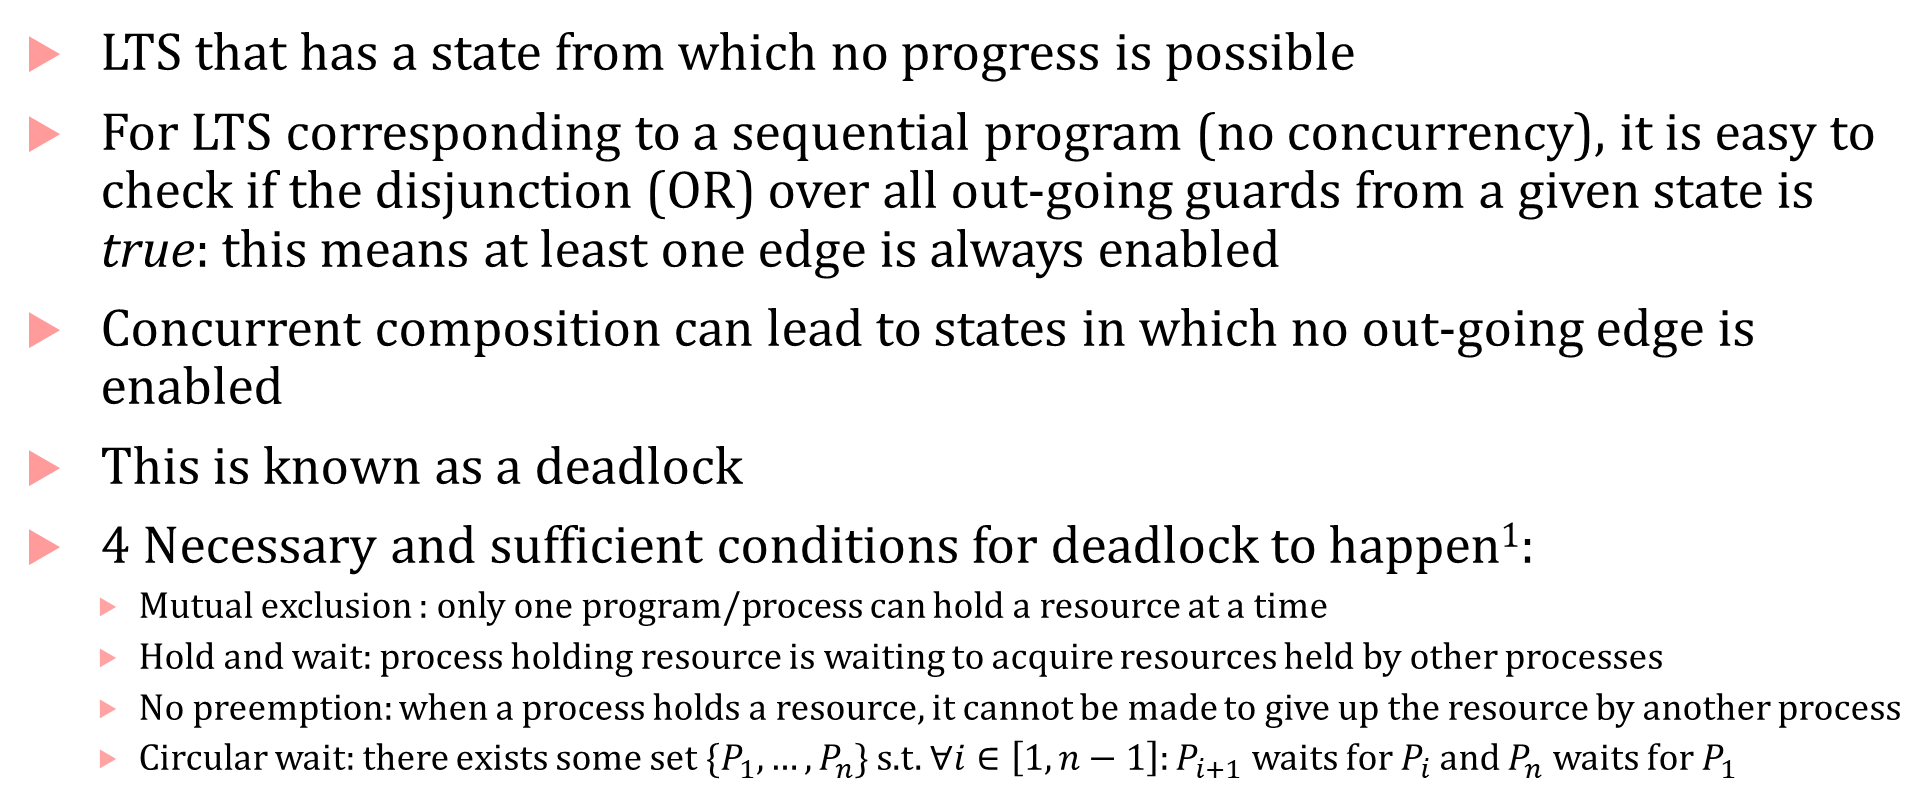 LTS that has a state from which no progress is possible
For LTS corresponding to a sequential program (no concurrency), it is easy to
check if the disjunction (OR) over all out-going guards from a given state is
true: this means at least one edge is always enabled
Concurrent composition can lead to states in which no out-going edge is
enabled
This is known as a deadlock
4 Necessary and sufficient conditions for deadlock to happen¹:
Mutual exclusion : only one program/process can hold a resource at a time
Hold and wait: process holding resource is waiting to acquire resources held by other processes
No preemption: when a process holds a resource, it cannot be made to give up the resource by another process
Circular wait: there exists some set {P₁, … , Pₙ} s.t. ∀i ∈ [1, n − 1]: Pᵢ₊₁ waits for Pᵢ and Pₙ waits for P₁